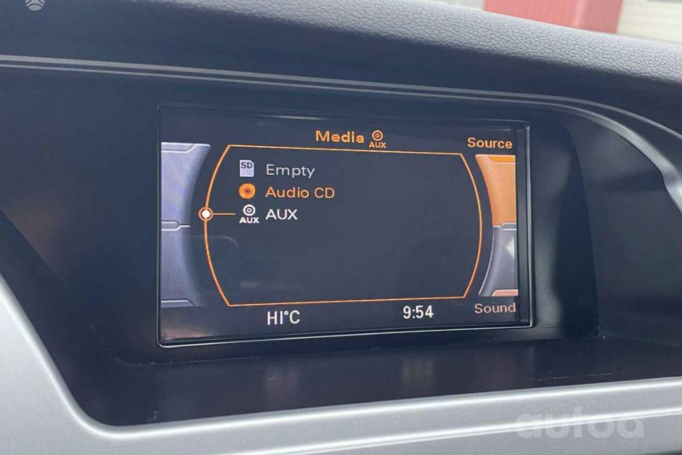 Media AUX
Source
SD Empty
Audio CD
AUX AUX
HI°C
9:54
Sound
autoa